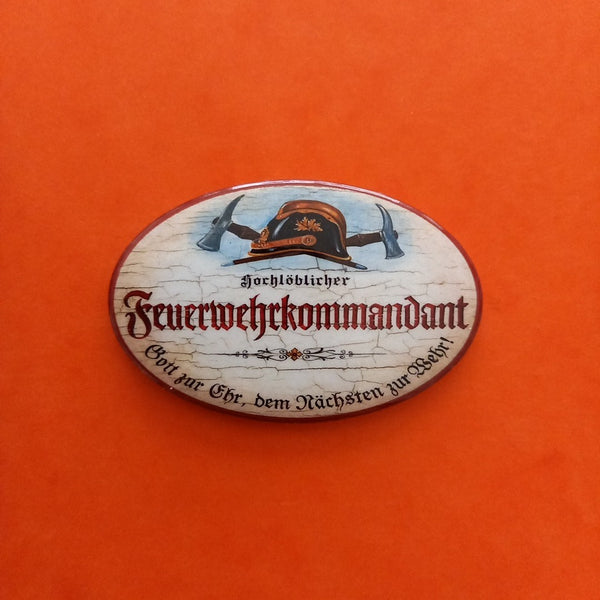 Hochlöblicher
Feuerwehrkommandant
Gott zur Ehr, dem Nächsten zur Wehr!